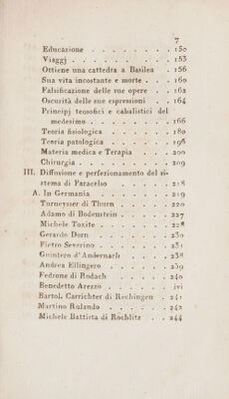 7
Educazione . . . . . . . . 150
Viaggj . . . . . . . . . 153
Ottiene una cattedra a Basilea . 156
Sua vita incostante e morte . . . 160
Falsificazione delle sue opere . . 162
Oscurità delle sue espressioni . . 164
Principj teosofici e cabalistici del
medesimo . . . . . . . . 166
Teoria fisiologica . . . . . . 180
Teoria patologica . . . . . . 198
Materia medica e Terapia . . . 200
Chirurgia . . . . . . . . . 209
III. Diffusione e perfezionamento del si-
stema di Paracelso . . . . . 218
A. In Germania . . . . . . . 219
Turneysser di Thurn . . . . . 220
Adamo di Bodenstein . . . . . 227
Michele Toxite . . . . . . . 228
Gerardo Dorn . . . . . . . 230
Pietro Severino . . . . . . . 231
Guintero d'Andernach . . . . 238
Andrea Ellingero . . . . . . 239
Fedrone di Rodach . . . . . 240
Benedetto Arezzo . . . . . . ivi
Bartol. Carrichter di Reckingen . 241
Martino Rulando . . . . . . 242
Michele Battista di Rochlitz . . 244